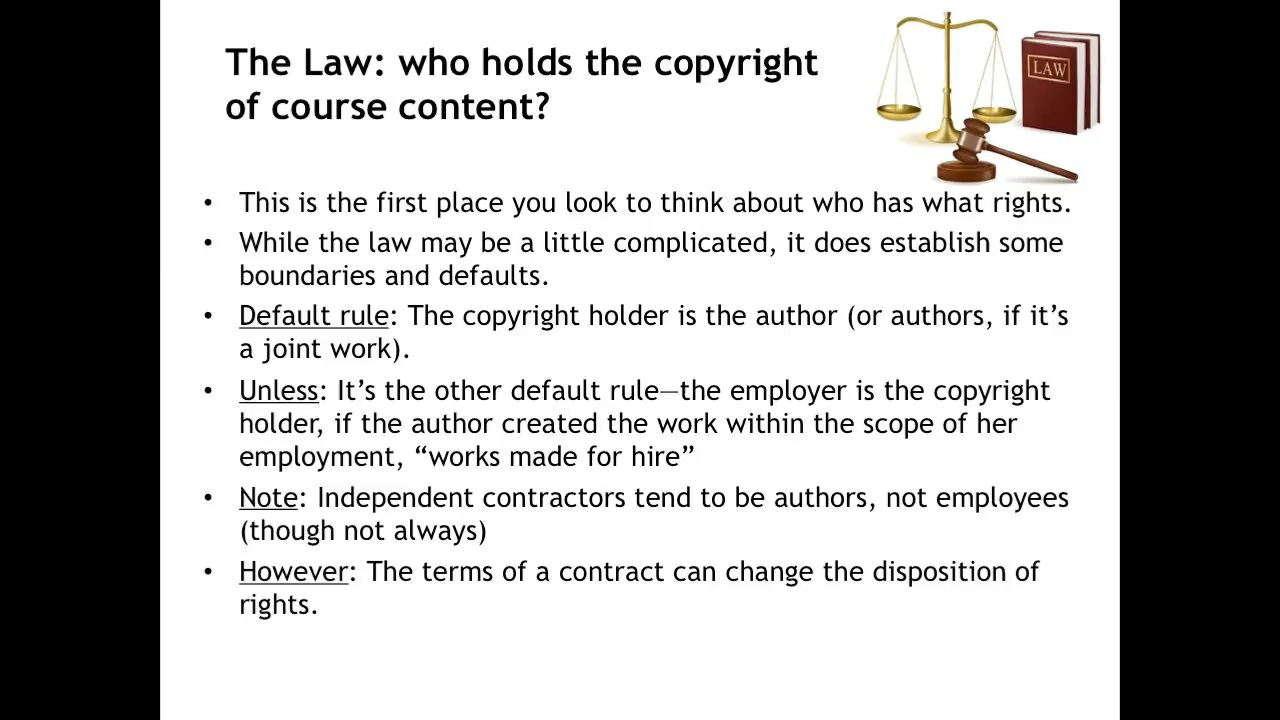 The Law: who holds the copyright
of course content?
LAW
• This is the first place you look to think about who has what rights.
• While the law may be a little complicated, it does establish some
boundaries and defaults.
• Default rule: The copyright holder is the author (or authors, if it’s
a joint work).
• Unless: It’s the other default rule—the employer is the copyright
holder, if the author created the work within the scope of her
employment, “works made for hire”
• Note: Independent contractors tend to be authors, not employees
(though not always)
• However: The terms of a contract can change the disposition of
rights.